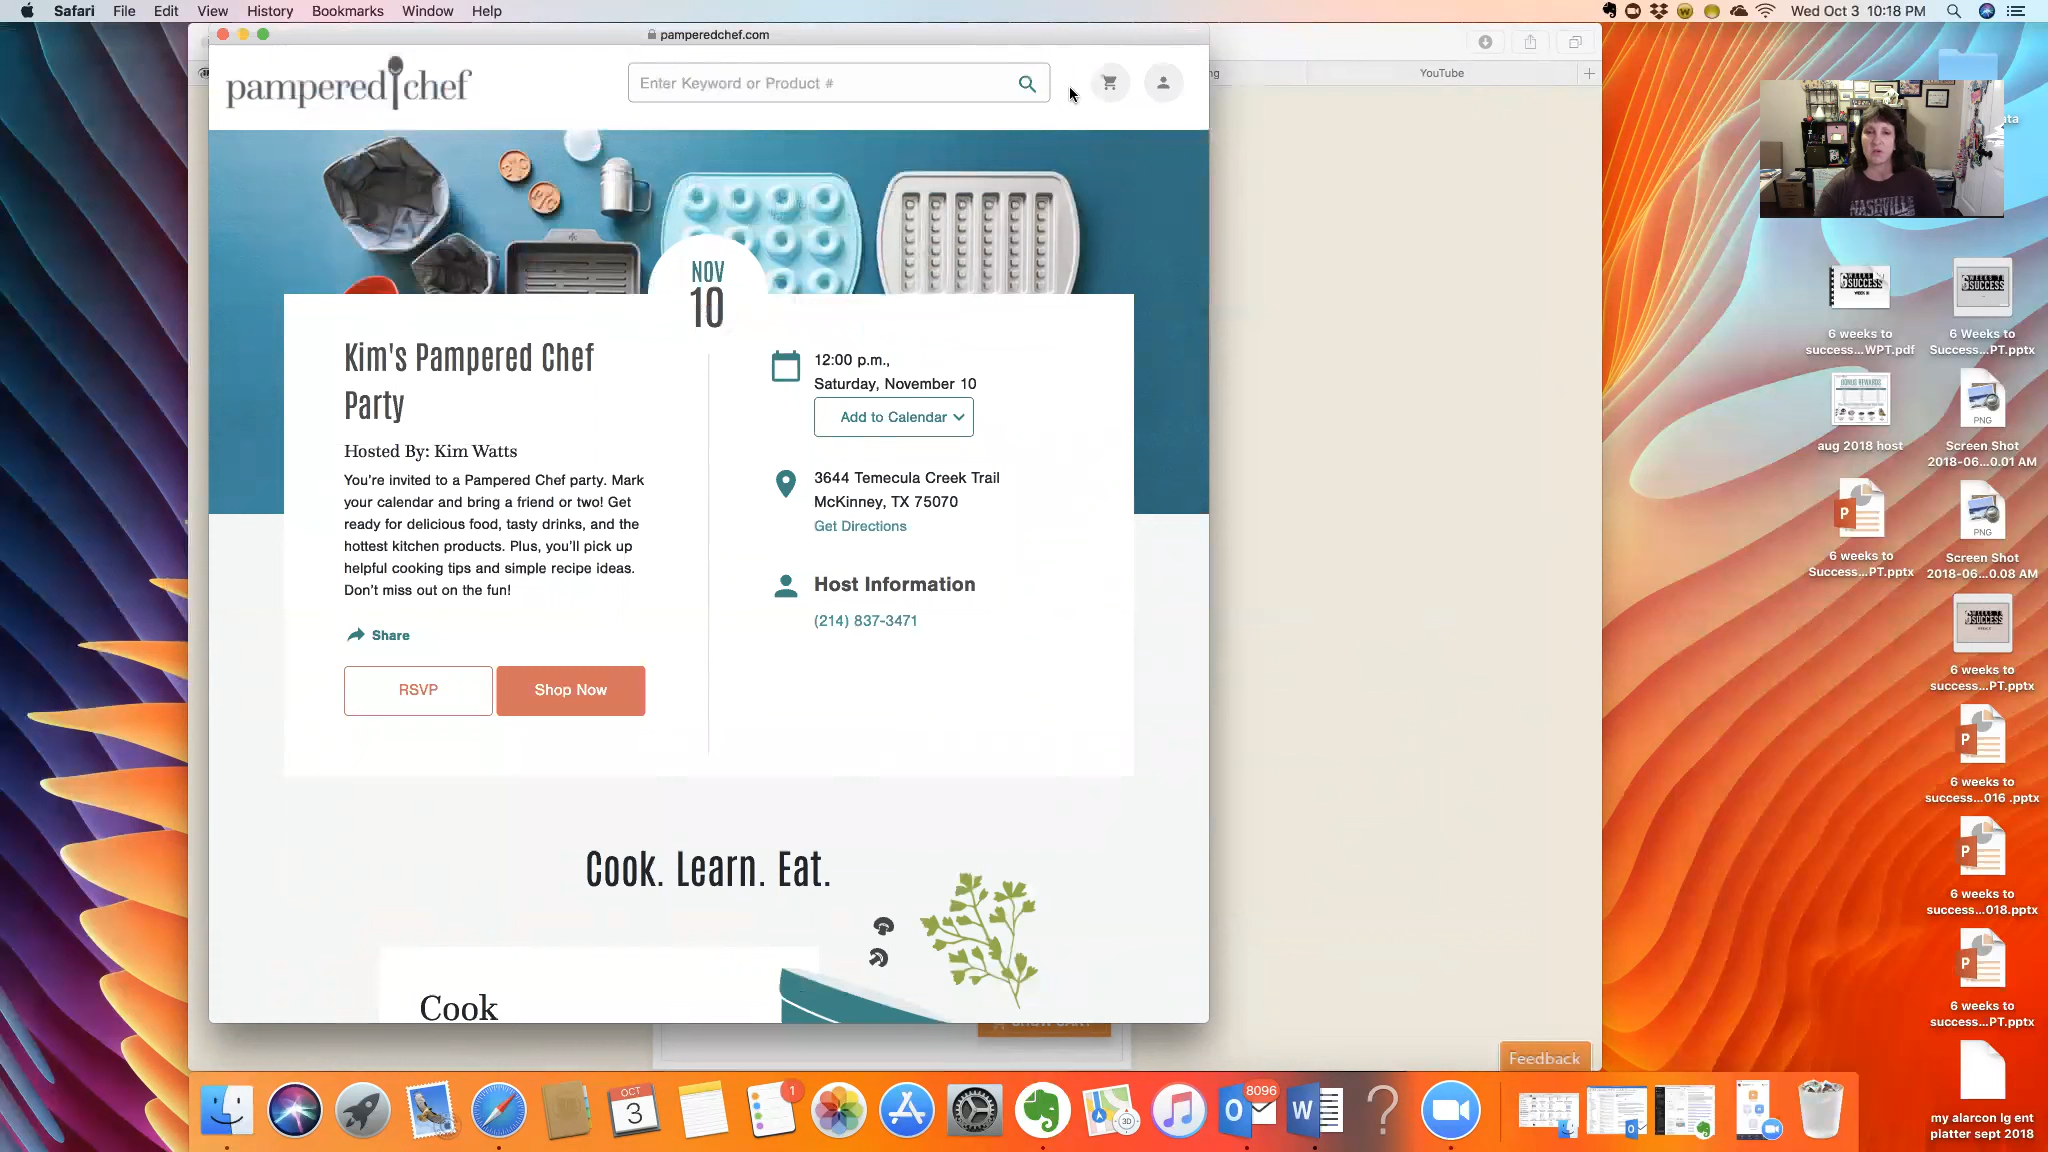 Safari File Edit View History Bookmarks Window Help
Wed Oct 3 10:18 PM
pamperedchef.com
YouTube
pampered chef
Enter Keyword or Product #
NOV
10
Kim's Pampered Chef
Party
Hosted By: Kim Watts
You're invited to a Pampered Chef party. Mark
your calendar and bring a friend or two! Get
ready for delicious food, tasty drinks, and the
hottest kitchen products. Plus, you'll pick up
helpful cooking tips and simple recipe ideas.
Don't miss out on the fun!
Share
RSVP
Shop Now
12:00 p.m.,
Saturday, November 10
Add to Calendar
3644 Temecula Creek Trail
McKinney, TX 75070
Get Directions
Host Information
(214) 837-3471
Cook. Learn. Eat.
Cook
Feedback
NASHVILLE
6 weeks to
success...WPT.pdf
6 Weeks to
Success...PT.pptx
aug 2018 host
PNG
Screen Shot
2018-06...0.01 AM
6 weeks to
Success...PT.pptx
PNG
Screen Shot
2018-06...0.08 AM
6 weeks to
success...PT.pptx
6 weeks to
success...016 .pptx
6 weeks to
success...018.pptx
6 weeks to
success...PT.pptx
my alarcon lg ent
platter sept 2018
OCT
3
1
3D
8096